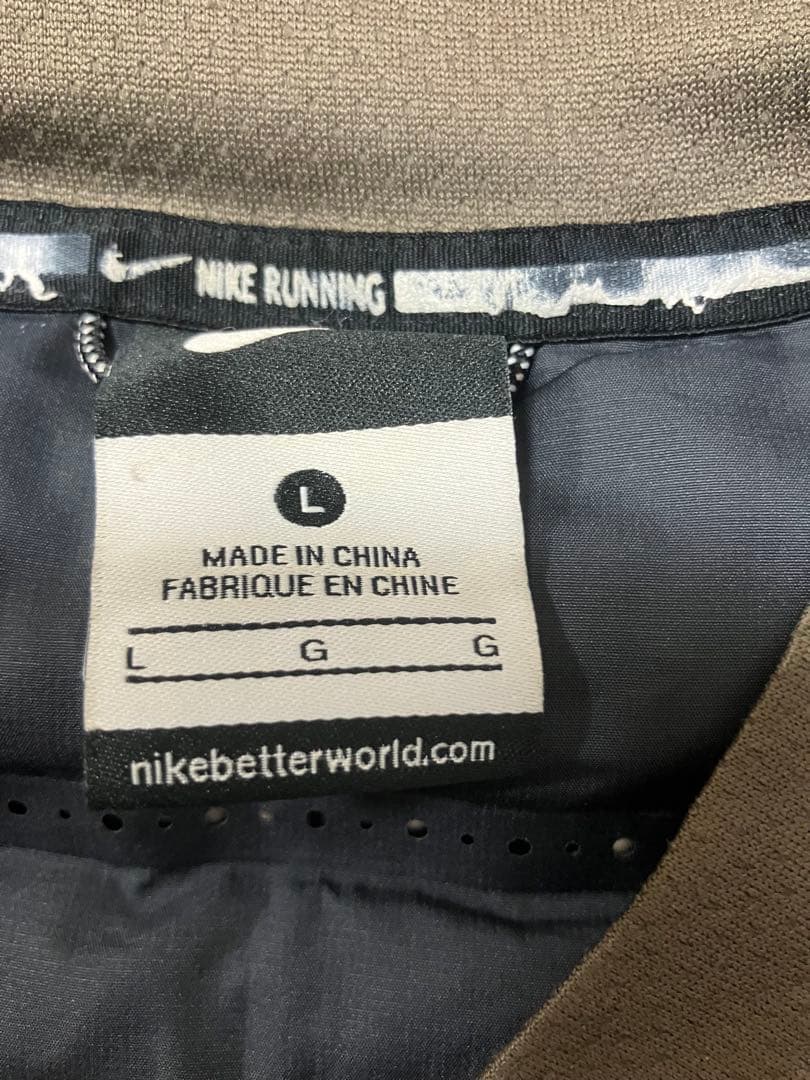 NIKE RUNNING
L
MADE IN CHINA
FABRIQUE EN CHINE
L G G
nikebetterworld.com